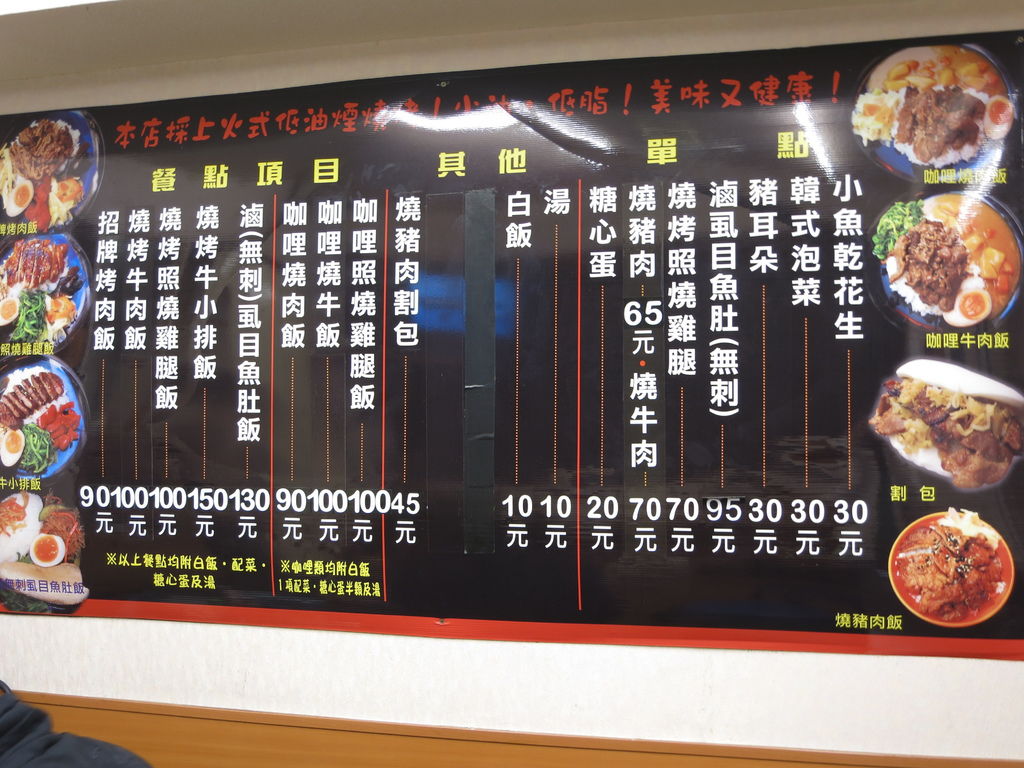 本店採上火式低油煙燒烤！少油．低脂！美味又健康！
餐點項目
其他
單點
招牌烤肉飯 90元
燒烤牛肉飯 100元
燒烤照燒雞腿飯 100元
燒烤牛小排飯 150元
滷(無刺)虱目魚肚飯 130元
※以上餐點均附白飯．配菜．
糖心蛋及湯
咖哩燒肉飯 90元
咖哩燒牛飯 100元
咖哩照燒雞腿飯 100元
※咖哩類均附白飯
1項配菜．糖心蛋半顆及湯
燒豬肉割包 45元
白飯 10元
湯 10元
糖心蛋 20元
燒豬肉65元．燒牛肉 70元
燒烤照燒雞腿 70元
滷虱目魚肚(無刺) 95元
豬耳朵 30元
韓式泡菜 30元
小魚乾花生 30元
牌烤肉飯
照燒雞腿飯
牛小排飯
無刺虱目魚肚飯
咖哩燒肉飯
咖哩牛肉飯
割包
燒豬肉飯